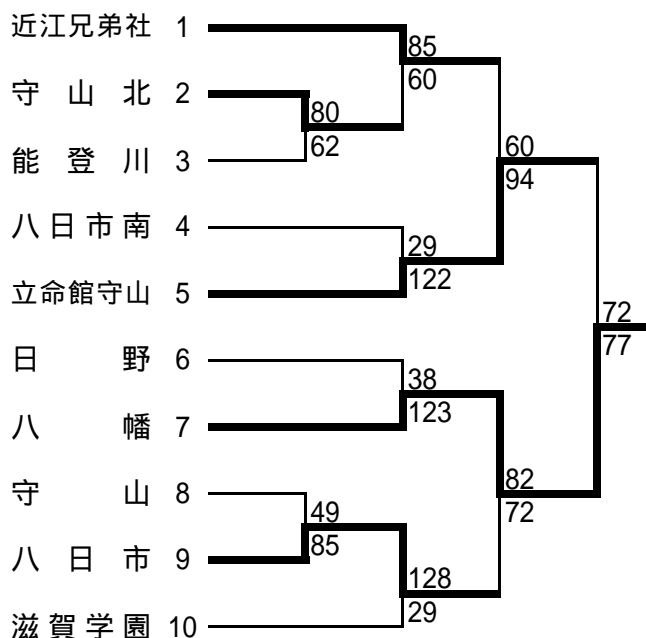 近江兄弟社 1
85
60
守山北 2
80
62
能登川 3
60
94
八日市南 4
29
122
立命館守山 5
72
77
日野 6
38
123
八幡 7
82
72
守山 8
49
85
八日市 9
128
29
滋賀学園 10